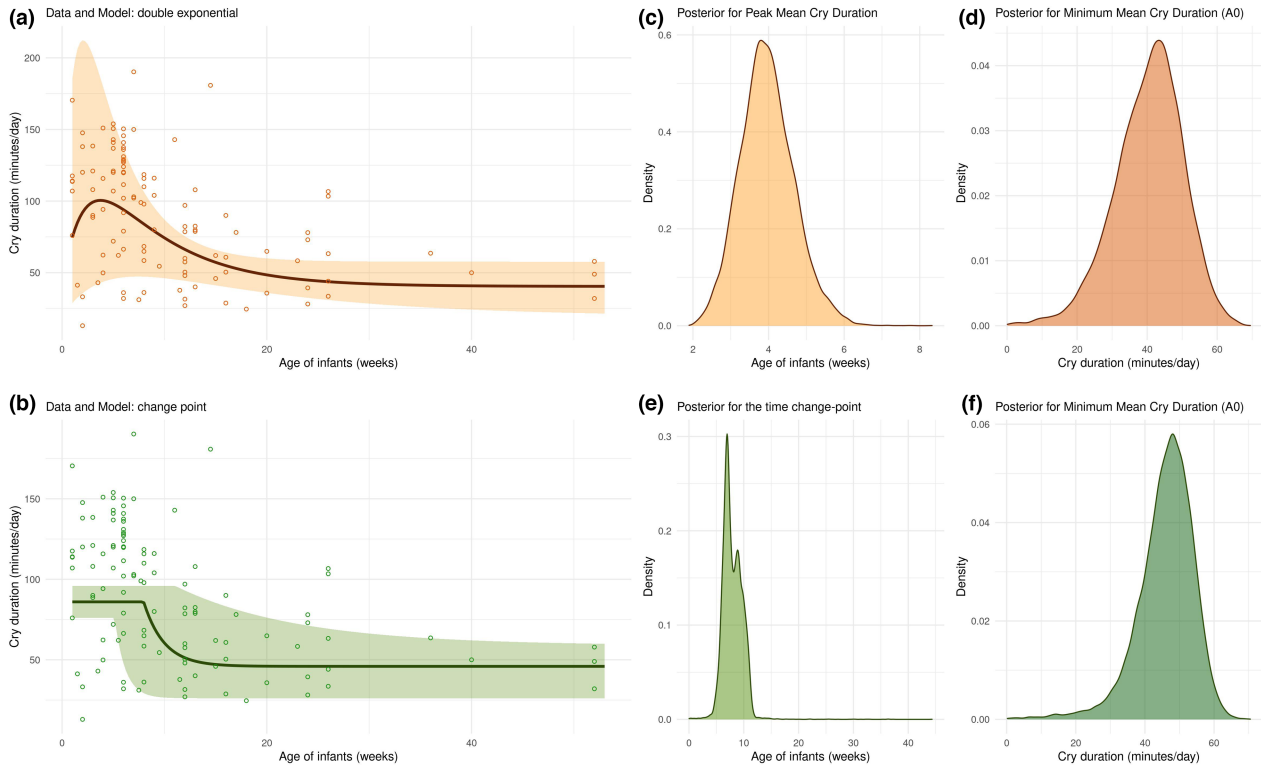 (a) Data and Model: double exponential
Cry duration (minutes/day)
200
150
100
50
0 20 40
Age of infants (weeks)
(c) Posterior for Peak Mean Cry Duration
Density
0.6
0.4
0.2
0.0
2 4 6 8
Age of infants (weeks)
(d) Posterior for Minimum Mean Cry Duration (A0)
Density
0.04
0.03
0.02
0.01
0.00
0 20 40 60
Cry duration (minutes/day)
(b) Data and Model: change point
Cry duration (minutes/day)
150
100
50
0 20 40
Age of infants (weeks)
(e) Posterior for the time change-point
Density
0.3
0.2
0.1
0.0
0 10 20 30 40
Age of infants (weeks)
(f) Posterior for Minimum Mean Cry Duration (A0)
Density
0.06
0.04
0.02
0.00
0 20 40 60
Cry duration (minutes/day)